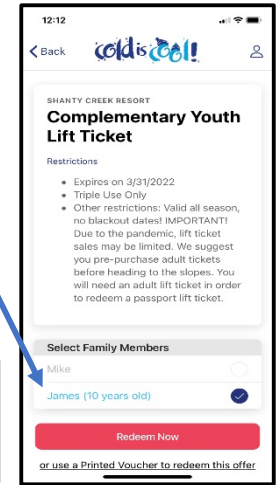 12:12
Back
cold is cool!
SHANTY CREEK RESORT
Complementary Youth
Lift Ticket
Restrictions
• Expires on 3/31/2022
• Triple Use Only
• Other restrictions: Valid all season,
no blackout dates! IMPORTANT!
Due to the pandemic, lift ticket
sales may be limited. We suggest
you pre-purchase adult tickets
before heading to the slopes. You
will need an adult lift ticket in order
to redeem a passport lift ticket.
Select Family Members
Mike
James (10 years old)
Redeem Now
or use a Printed Voucher to redeem this offer